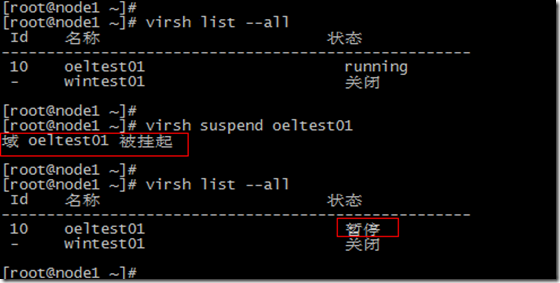 [root@node1 ~]#
[root@node1 ~]# virsh list --all
Id 名称 状态
----------------------------------------------------
10 oeltest01 running
- wintest01 关闭
[root@node1 ~]#
[root@node1 ~]# virsh suspend oeltest01
域 oeltest01 被挂起
[root@node1 ~]#
[root@node1 ~]# virsh list --all
Id 名称 状态
----------------------------------------------------
10 oeltest01 暂停
- wintest01 关闭
[root@node1 ~]#